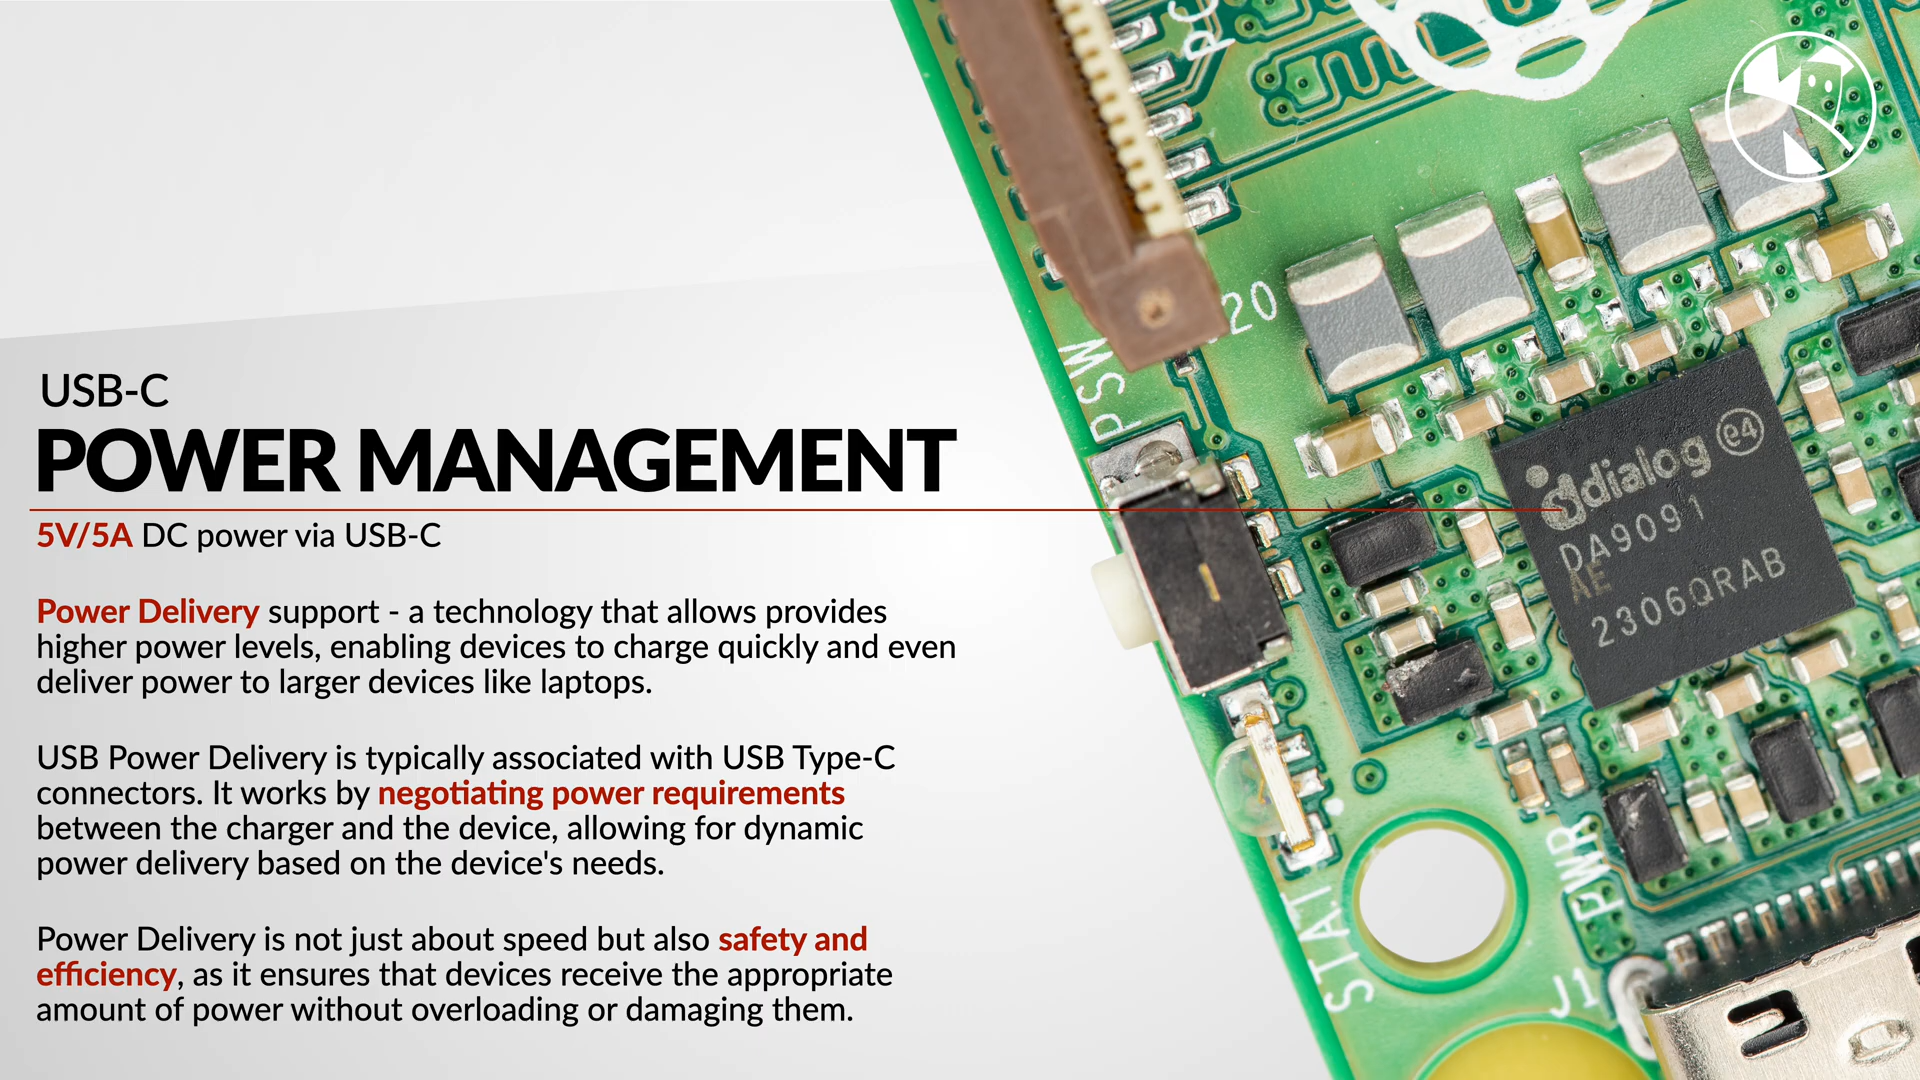 USB-C
POWER MANAGEMENT
5V/5A DC power via USB-C
Power Delivery support - a technology that allows provides
higher power levels, enabling devices to charge quickly and even
deliver power to larger devices like laptops.
USB Power Delivery is typically associated with USB Type-C
connectors. It works by negotiating power requirements
between the charger and the device, allowing for dynamic
power delivery based on the device's needs.
Power Delivery is not just about speed but also safety and
efficiency, as it ensures that devices receive the appropriate
amount of power without overloading or damaging them.
PC
20
PSW
dialog e4
DA9091
AE
2306QRAB
PWR
STAT
J1